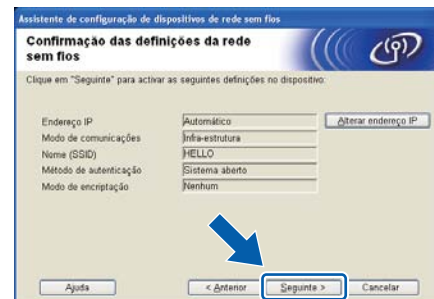 Assistente de configuração de dispositivos de rede sem fios
Confirmação das definições da rede
sem fios
Clique em "Seguinte" para activar as seguintes definições no dispositivo:
Endereço IP Automático Alterar endereço IP
Modo de comunicações Infra-estrutura
Nome (SSID) HELLO
Método de autenticação Sistema aberto
Modo de encriptação Nenhum
Ajuda < Anterior Seguinte > Cancelar